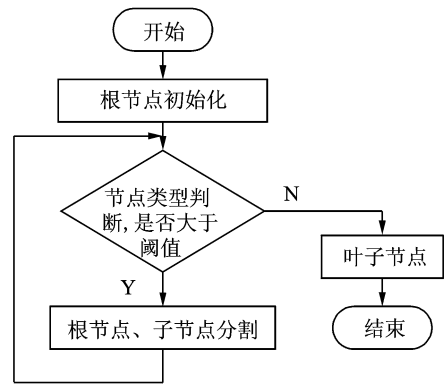 开始
根节点初始化
节点类型判
断,是否大于
阈值
N
Y
叶子节点
根节点、子节点分割
结束